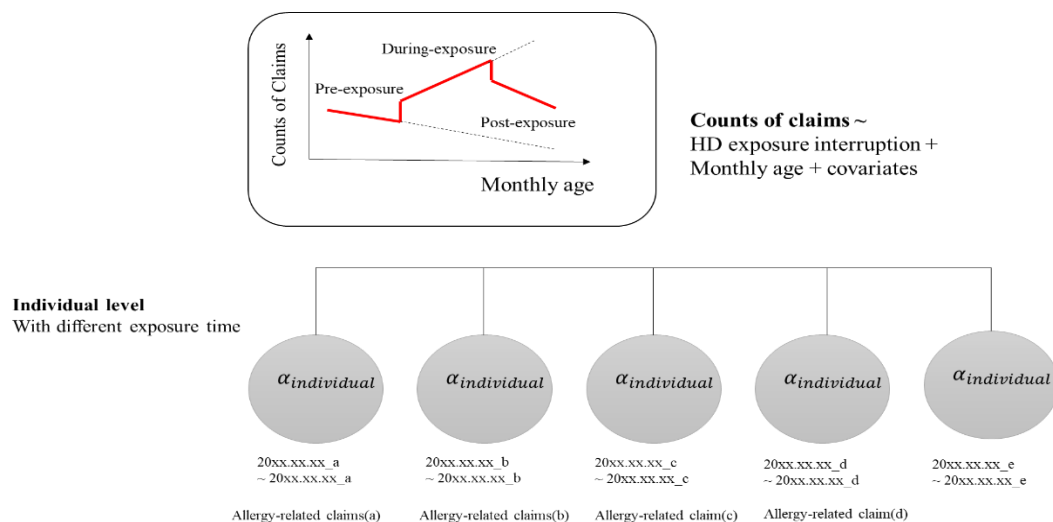 Counts of Claims
During-exposure
Pre-exposure
Post-exposure
Monthly age
Counts of claims ~
HD exposure interruption +
Monthly age + covariates
Individual level
With different exposure time
αindividual
αindividual
αindividual
αindividual
αindividual
20xx.xx.xx_a
~ 20xx.xx.xx_a
20xx.xx.xx_b
~ 20xx.xx.xx_b
20xx.xx.xx_c
~ 20xx.xx.xx_c
20xx.xx.xx_d
~ 20xx.xx.xx_d
20xx.xx.xx_e
~ 20xx.xx.xx_e
Allergy-related claims(a)
Allergy-related claims(b)
Allergy-related claim(c)
Allergy-related claim(d)